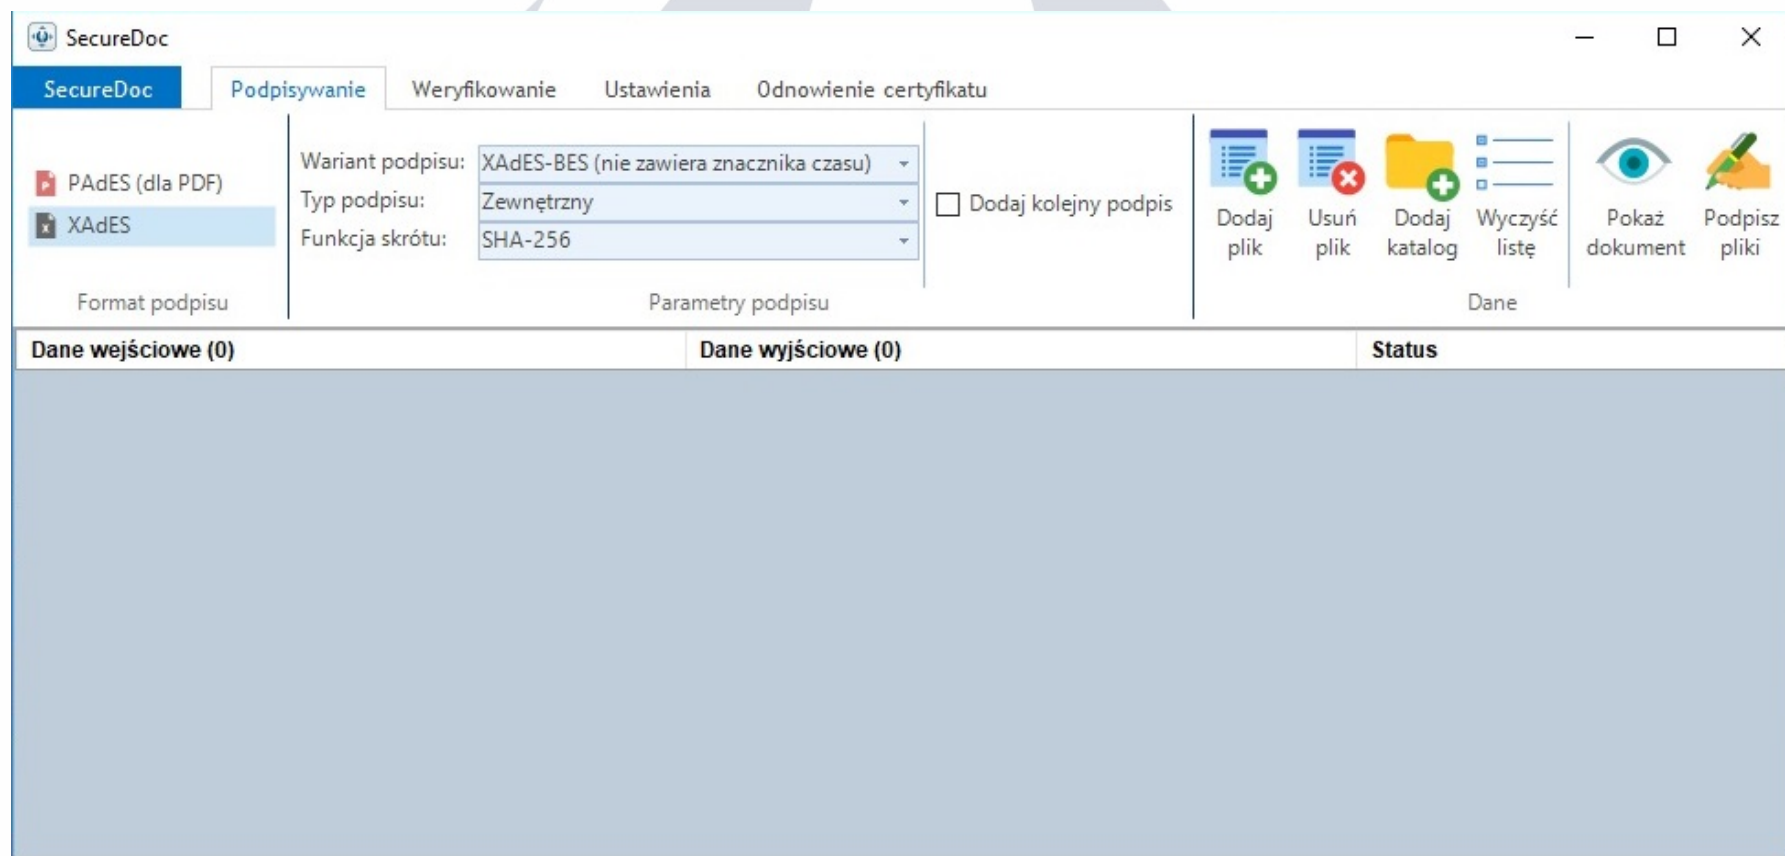 SecureDoc
SecureDoc Podpisywanie Weryfikowanie Ustawienia Odnowienie certyfikatu
PAdES (dla PDF)
XAdES
Format podpisu
Wariant podpisu: XAdES-BES (nie zawiera znacznika czasu)
Typ podpisu: Zewnętrzny
Funkcja skrótu: SHA-256
Dodaj kolejny podpis
Parametry podpisu
Dodaj plik
Usuń plik
Dodaj katalog
Wyczyść listę
Pokaż dokument
Podpisz pliki
Dane
Dane wejściowe (0) Dane wyjściowe (0) Status